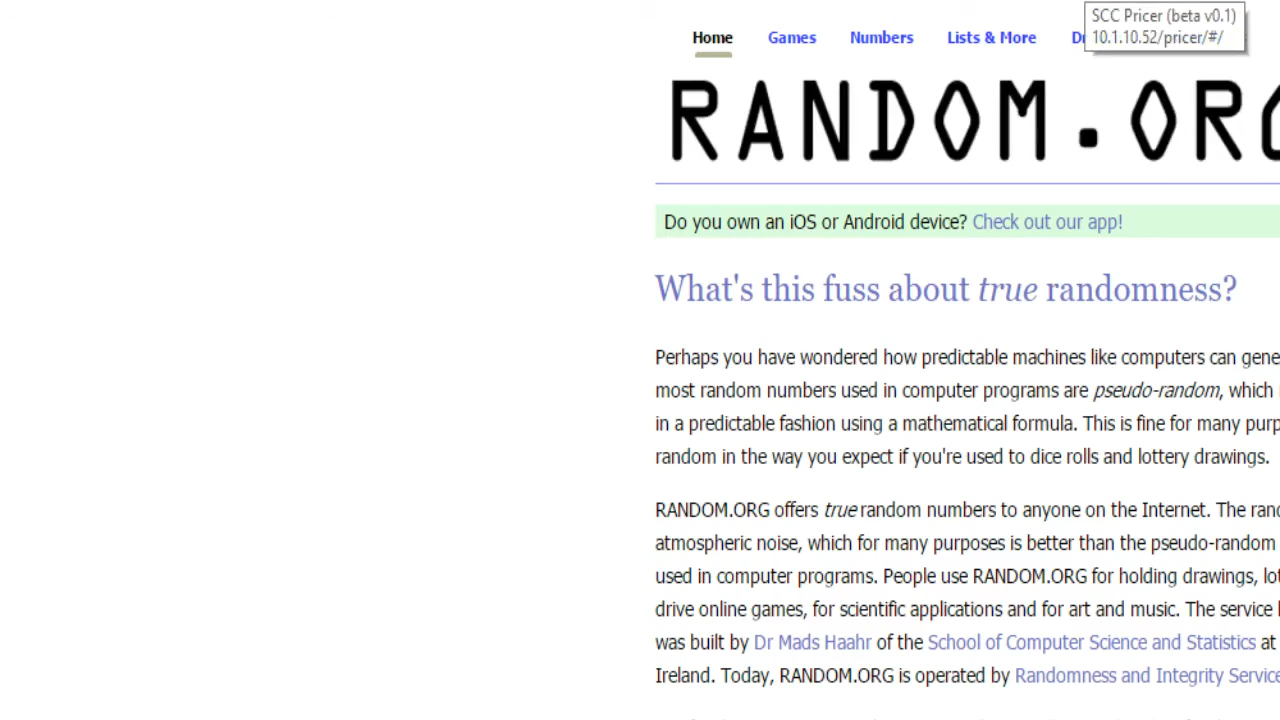 SCC Pricer (beta v0.1)
10.1.10.52/pricer/#/
Home Games Numbers Lists & More
RANDOM.ORG
Do you own an iOS or Android device? Check out our app!
What's this fuss about true randomness?
Perhaps you have wondered how predictable machines like computers can gene
most random numbers used in computer programs are pseudo-random, which
in a predictable fashion using a mathematical formula. This is fine for many purp
random in the way you expect if you're used to dice rolls and lottery drawings.
RANDOM.ORG offers true random numbers to anyone on the Internet. The rand
atmospheric noise, which for many purposes is better than the pseudo-random
used in computer programs. People use RANDOM.ORG for holding drawings, lot
drive online games, for scientific applications and for art and music. The service
was built by Dr Mads Haahr of the School of Computer Science and Statistics at
Ireland. Today, RANDOM.ORG is operated by Randomness and Integrity Service